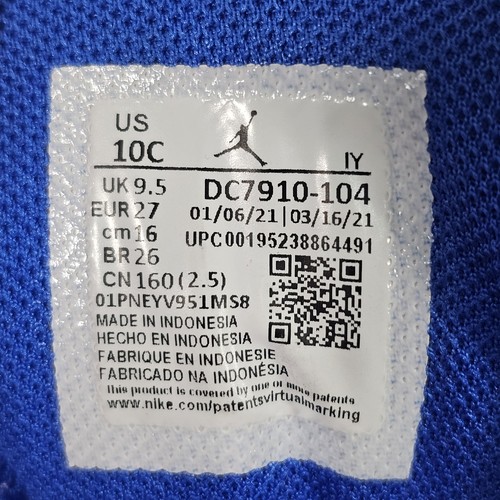 US
10C
IY
UK 9.5
DC7910-104
EUR 27
01/06/21 | 03/16/21
cm 16
UPC00195238864491
BR 26
CN 160 (2.5)
01PNEYV951MS8
MADE IN INDONESIA
HECHO EN INDONESIA
FABRIQUE EN INDONESIE
FABRICADO NA INDONÉSIA
This product is covered by one or more patents
www.nike.com/patentsvirtualmarking